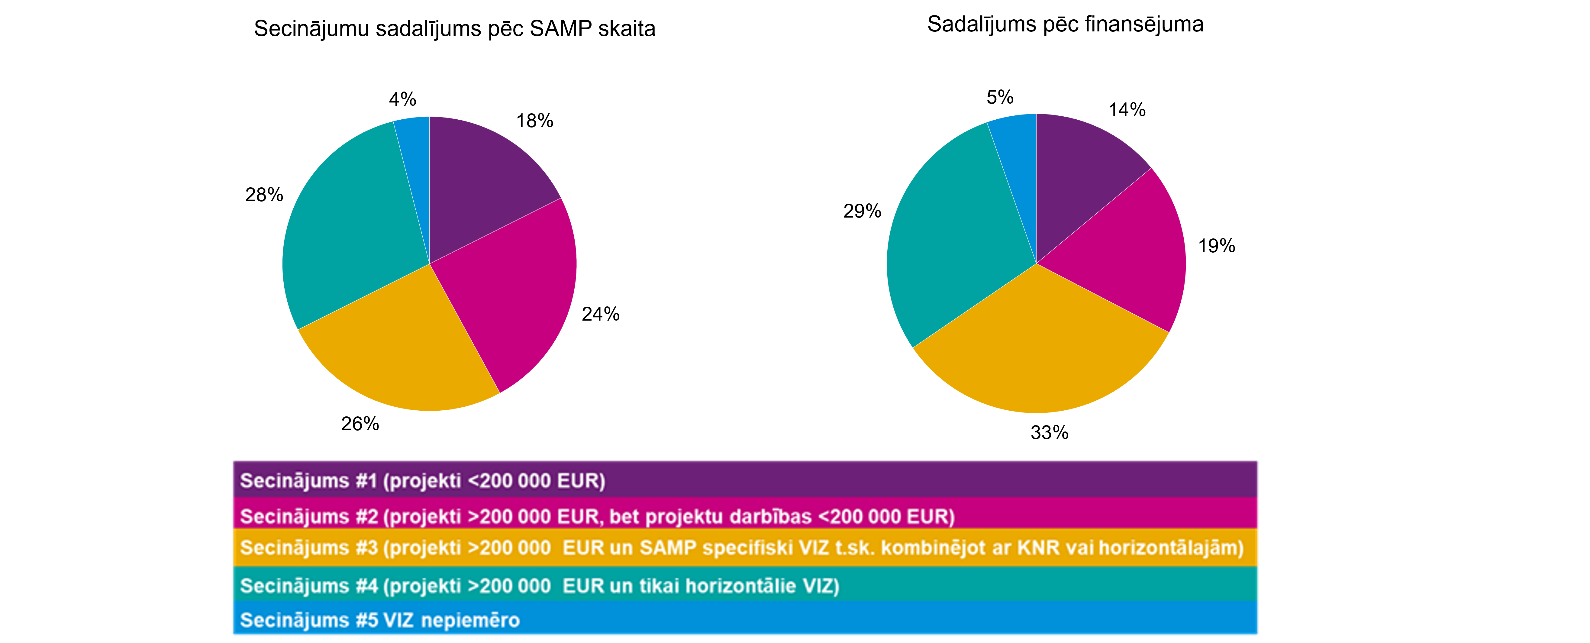 Secinājumu sadalījums pēc SAMP skaita
4%
18%
28%
24%
26%
Sadalījums pēc finansējuma
5%
14%
29%
19%
33%
Secinājums #1 (projekti <200 000 EUR)
Secinājums #2 (projekti >200 000 EUR, bet projektu darbības <200 000 EUR)
Secinājums #3 (projekti >200 000  EUR un SAMP specifiski VIZ t.sk. kombinējot ar KNR vai horizontālajām)
Secinājums #4 (projekti >200 000  EUR un tikai horizontālie VIZ)
Secinājums #5 VIZ nepiemēro